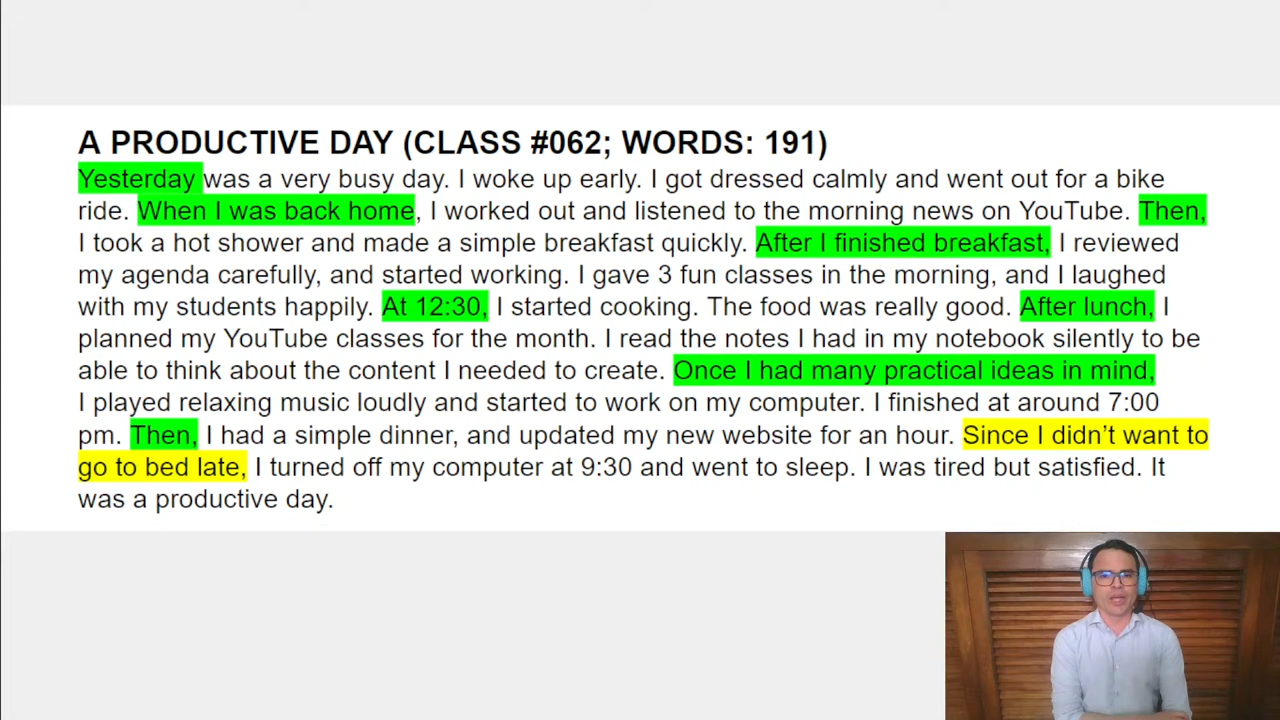 A PRODUCTIVE DAY (CLASS #062; WORDS: 191)
Yesterday was a very busy day. I woke up early. I got dressed calmly and went out for a bike
ride. When I was back home, I worked out and listened to the morning news on YouTube. Then,
I took a hot shower and made a simple breakfast quickly. After I finished breakfast, I reviewed
my agenda carefully, and started working. I gave 3 fun classes in the morning, and I laughed
with my students happily. At 12:30, I started cooking. The food was really good. After lunch, I
planned my YouTube classes for the month. I read the notes I had in my notebook silently to be
able to think about the content I needed to create. Once I had many practical ideas in mind,
I played relaxing music loudly and started to work on my computer. I finished at around 7:00
pm. Then, I had a simple dinner, and updated my new website for an hour. Since I didn’t want to
go to bed late, I turned off my computer at 9:30 and went to sleep. I was tired but satisfied. It
was a productive day.